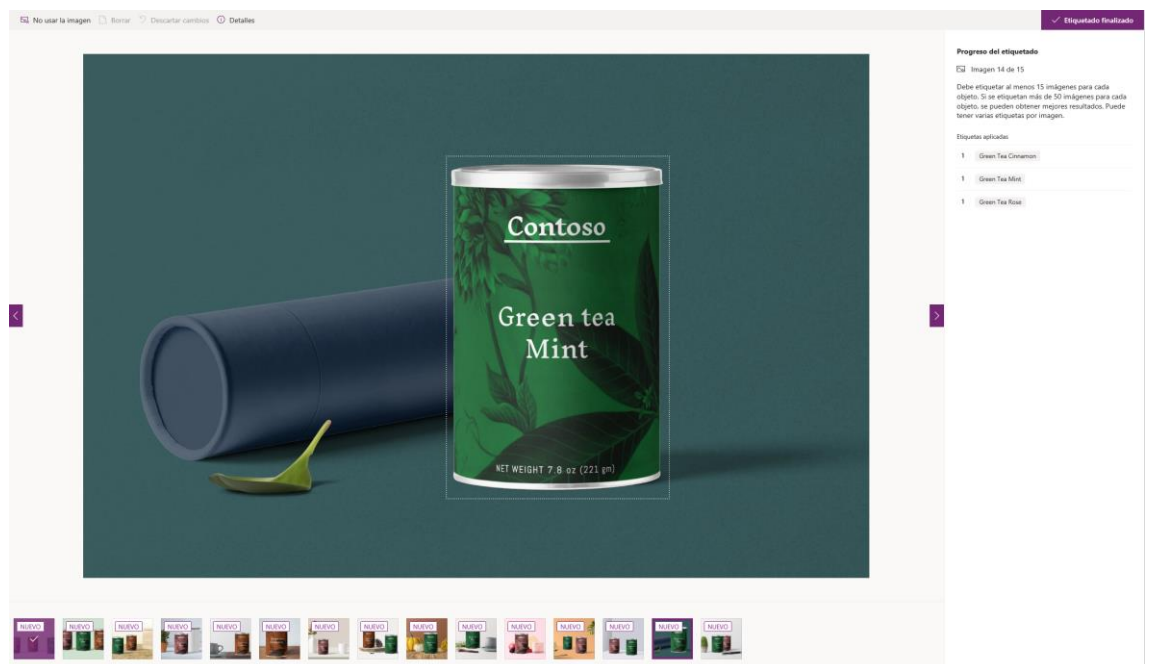 No usar la imagen Borrar Descartar cambios Detalles
Etiquetado finalizado
Progreso del etiquetado
Imagen 14 de 15
Debe etiquetar al menos 15 imágenes para cada
objeto. Si se etiquetan más de 50 imágenes para cada
objeto, se pueden obtener mejores resultados. Puede
tener varias etiquetas por imagen.
Etiquetas aplicadas
1 Green Tea Cinnamon
1 Green Tea Mint
1 Green Tea Rose
Contoso
Green tea
Mint
NET WEIGHT 7.8 oz (221 gm)
NUEVO NUEVO NUEVO NUEVO NUEVO NUEVO NUEVO NUEVO NUEVO NUEVO NUEVO NUEVO NUEVO NUEVO NUEVO